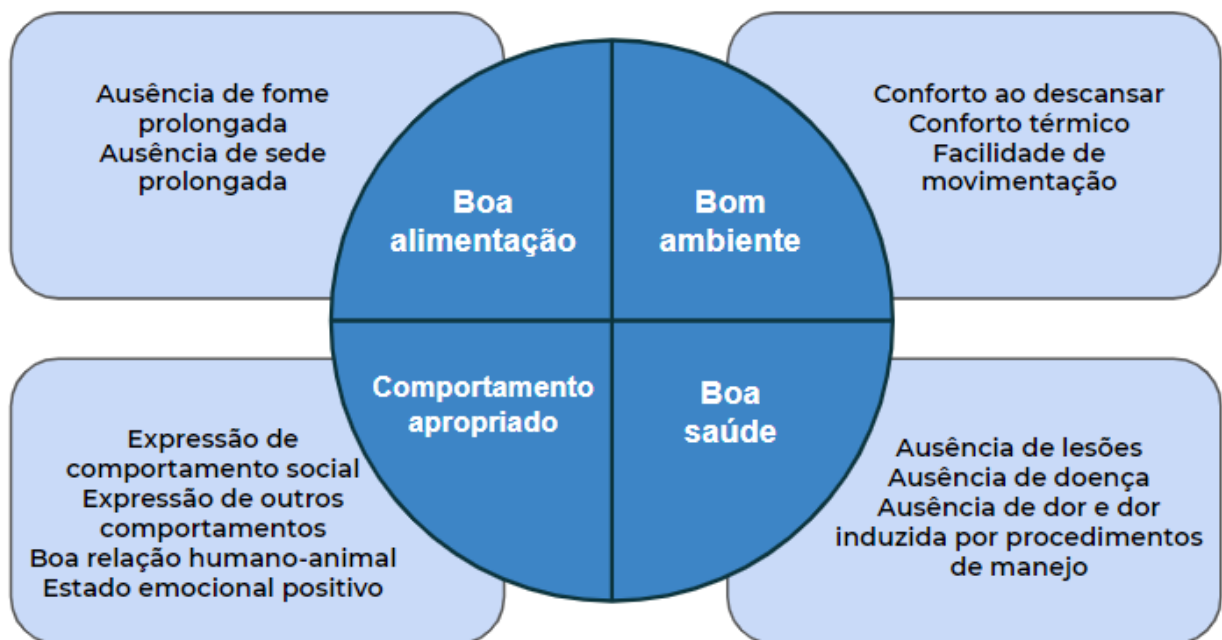 Ausência de fome
prolongada
Ausência de sede
prolongada
Boa
alimentação
Bom
ambiente
Conforto ao descansar
Conforto térmico
Facilidade de
movimentação
Expressão de
comportamento social
Expressão de outros
comportamentos
Boa relação humano-animal
Estado emocional positivo
Comportamento
apropriado
Boa
saúde
Ausência de lesões
Ausência de doença
Ausência de dor e dor
induzida por procedimentos
de manejo